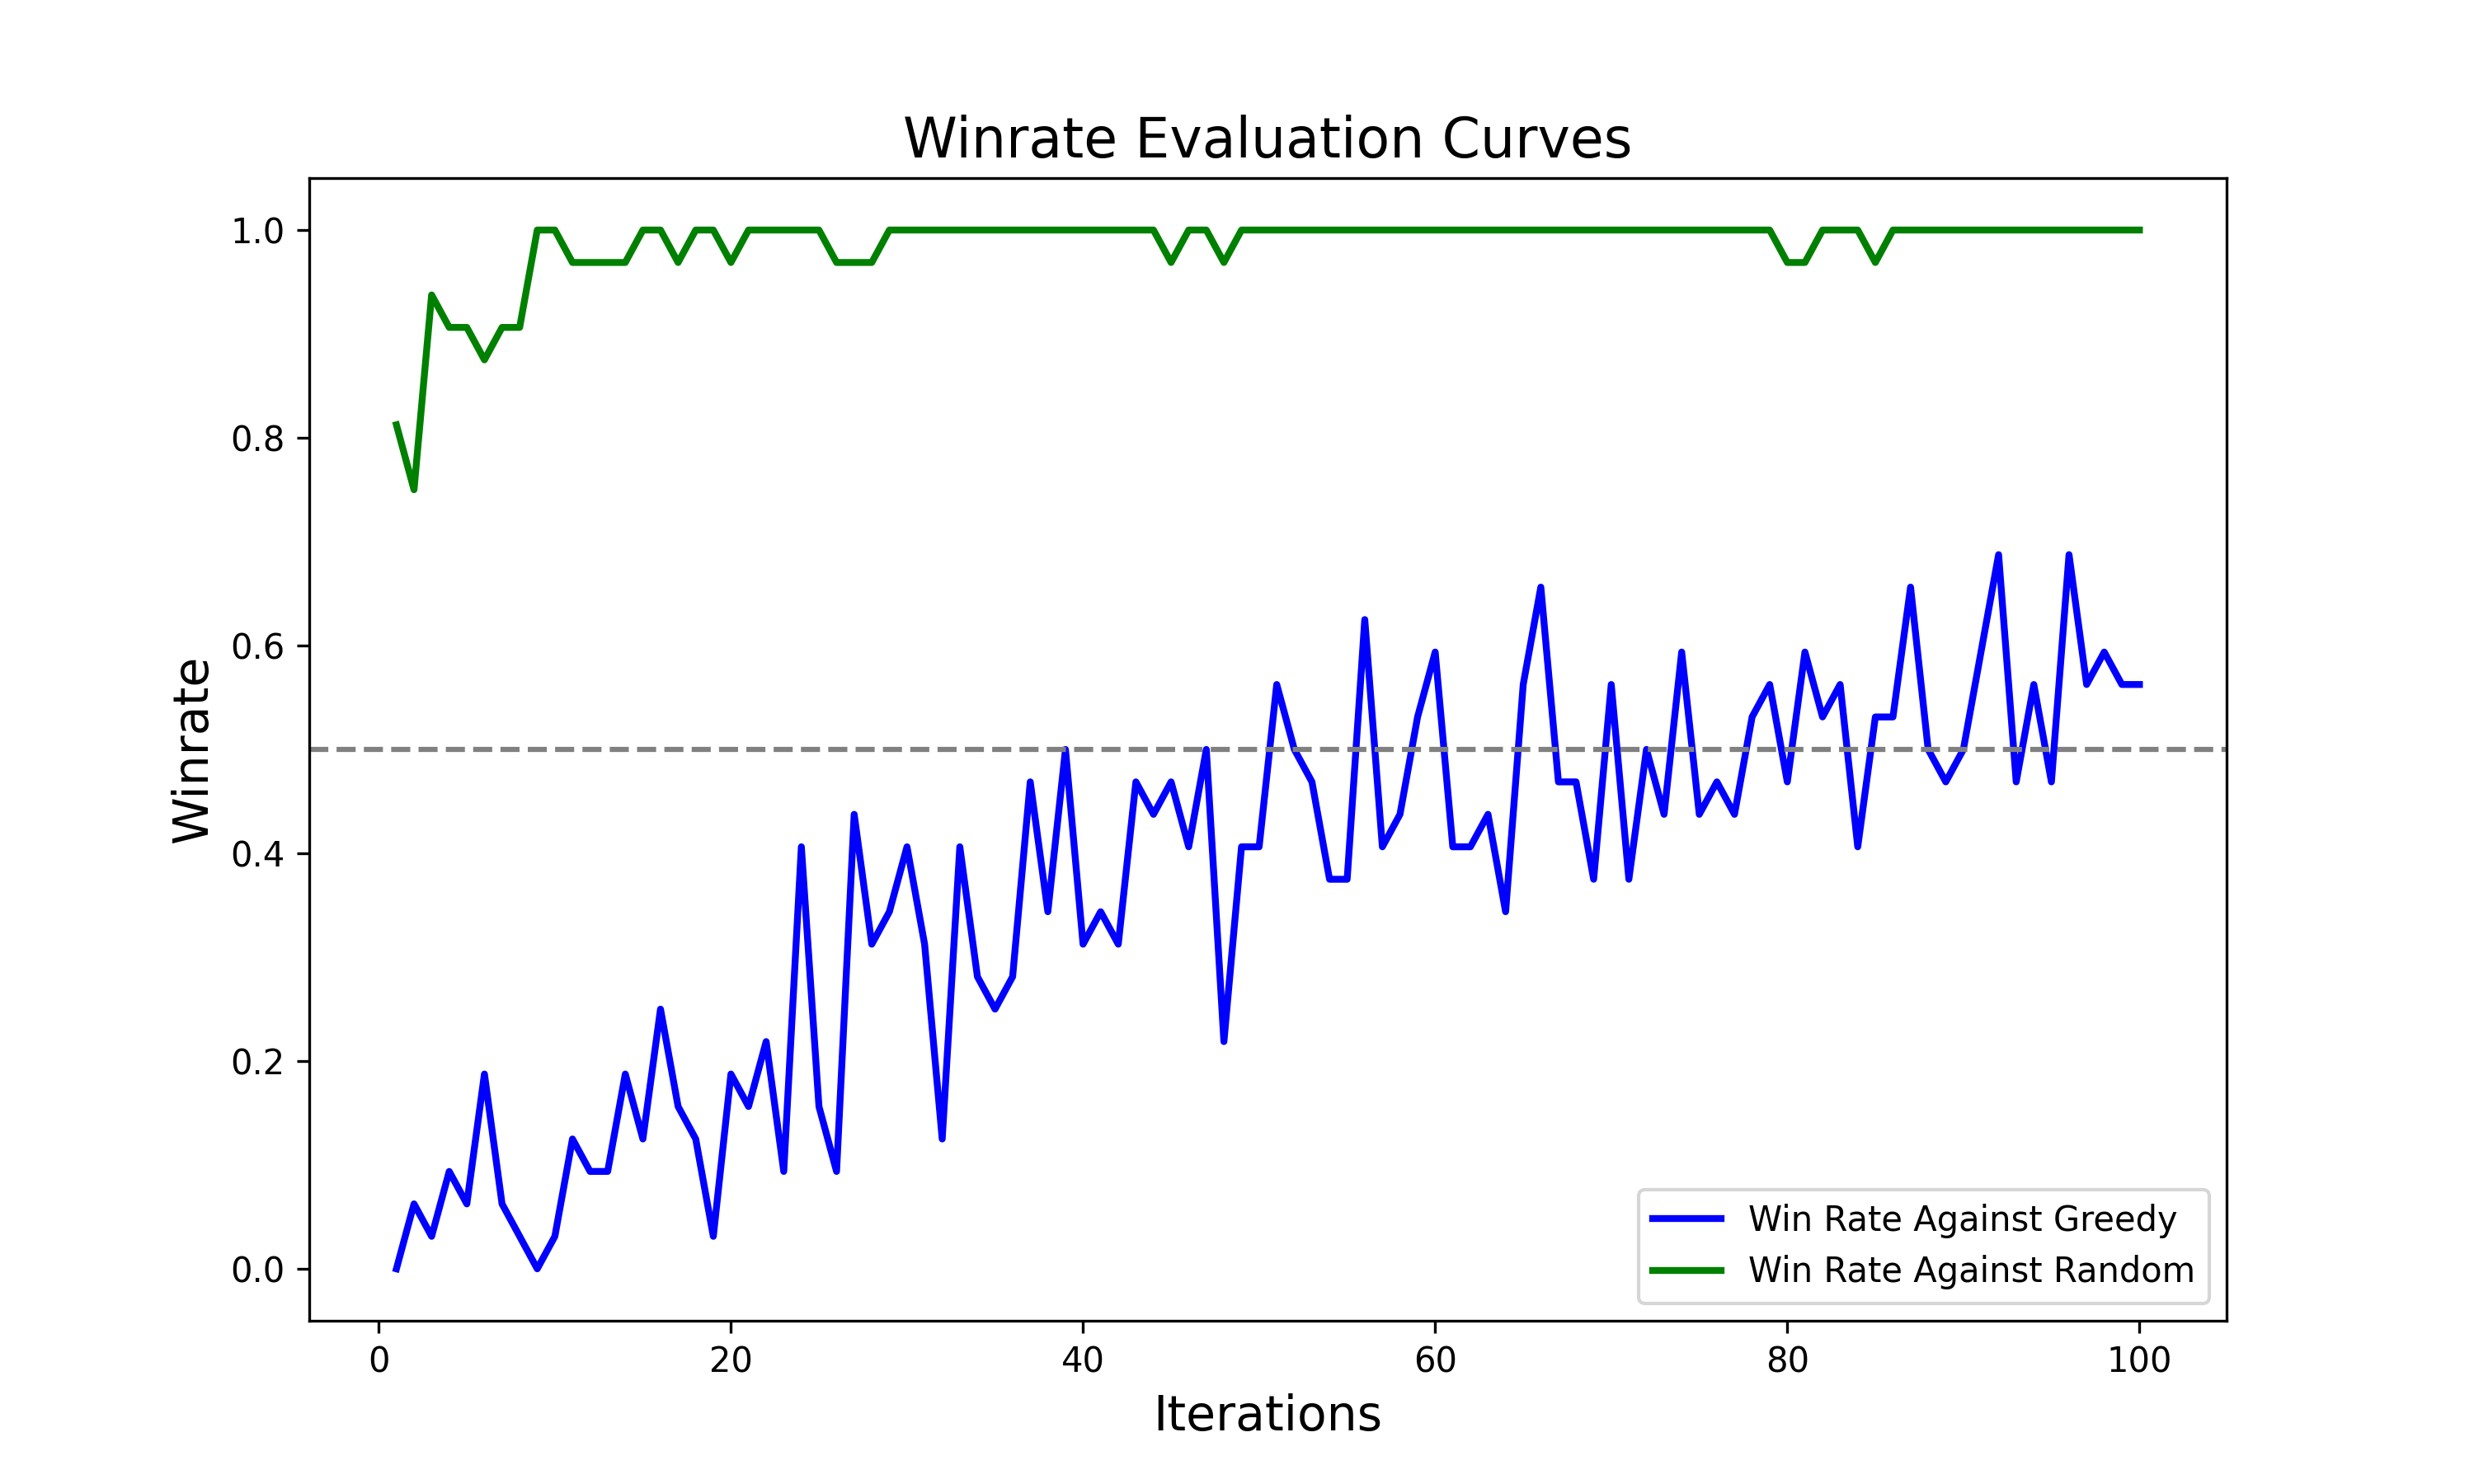 Winrate Evaluation Curves
1.0
0.8
0.6
0.4
0.2
0.0
Winrate
0 20 40 60 80 100
Iterations
Win Rate Against Greedy
Win Rate Against Random